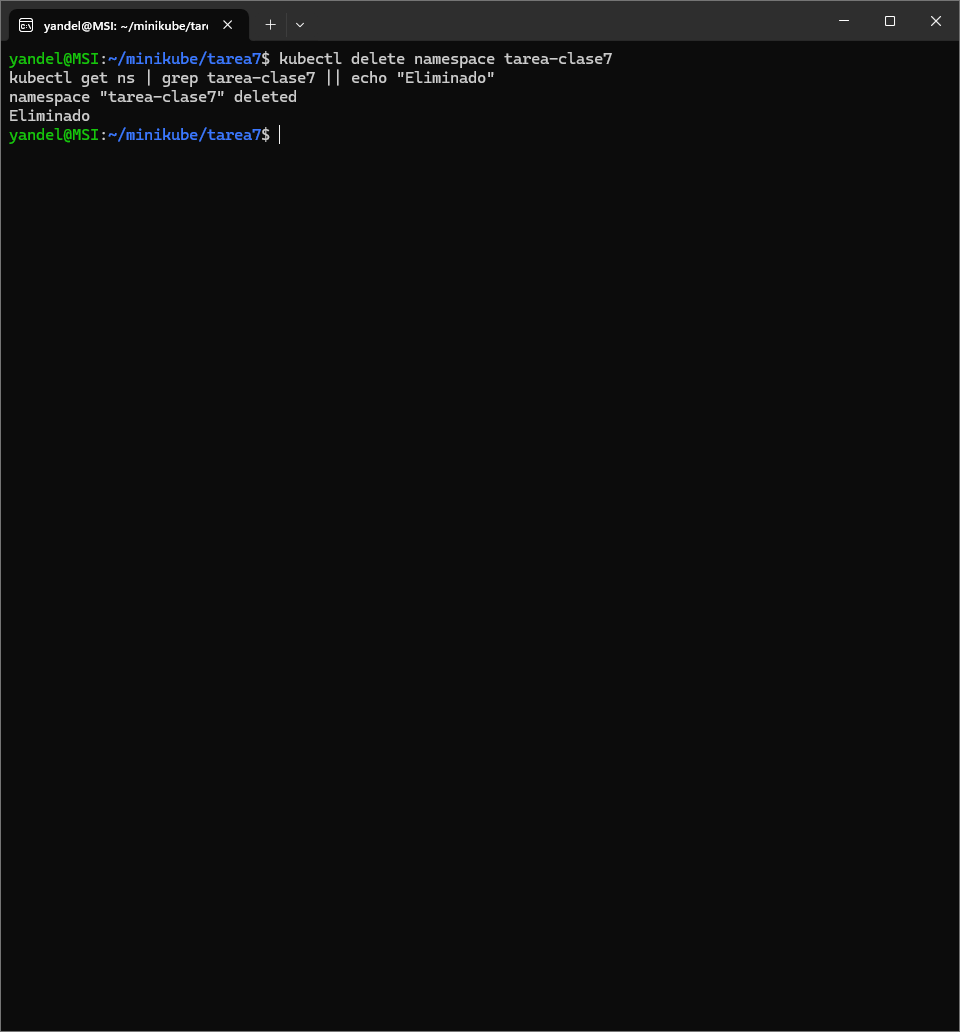 yandel@MSI: ~/minikube/tare
yandel@MSI:~/minikube/tarea7$ kubectl delete namespace tarea-clase7
kubectl get ns | grep tarea-clase7 || echo "Eliminado"
namespace "tarea-clase7" deleted
Eliminado
yandel@MSI:~/minikube/tarea7$